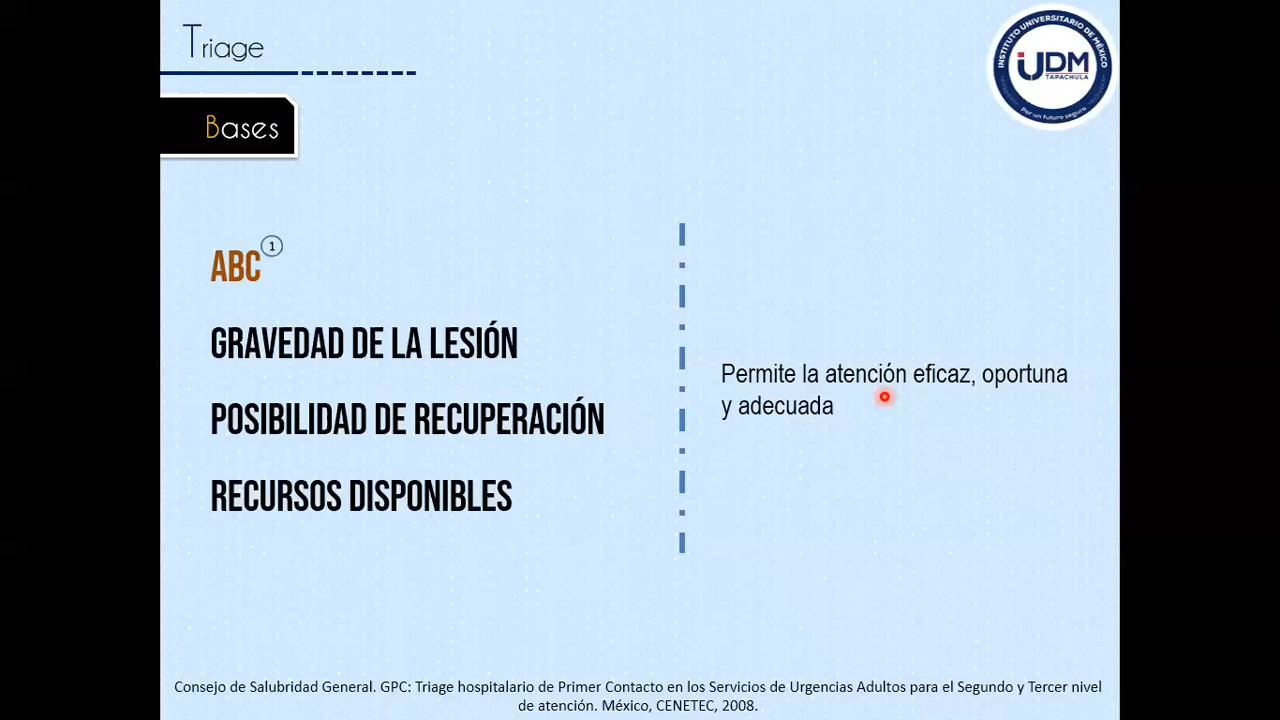 Triage
INSTITUTO UNIVERSITARIO DE MÉXICO
UDM
TAPACHULA
Por un futuro seguro
Bases
ABC 1
GRAVEDAD DE LA LESIÓN
POSIBILIDAD DE RECUPERACIÓN
RECURSOS DISPONIBLES
Permite la atención eficaz, oportuna
y adecuada
Consejo de Salubridad General. GPC: Triage hospitalario de Primer Contacto en los Servicios de Urgencias Adultos para el Segundo y Tercer nivel
de atención. México, CENETEC, 2008.